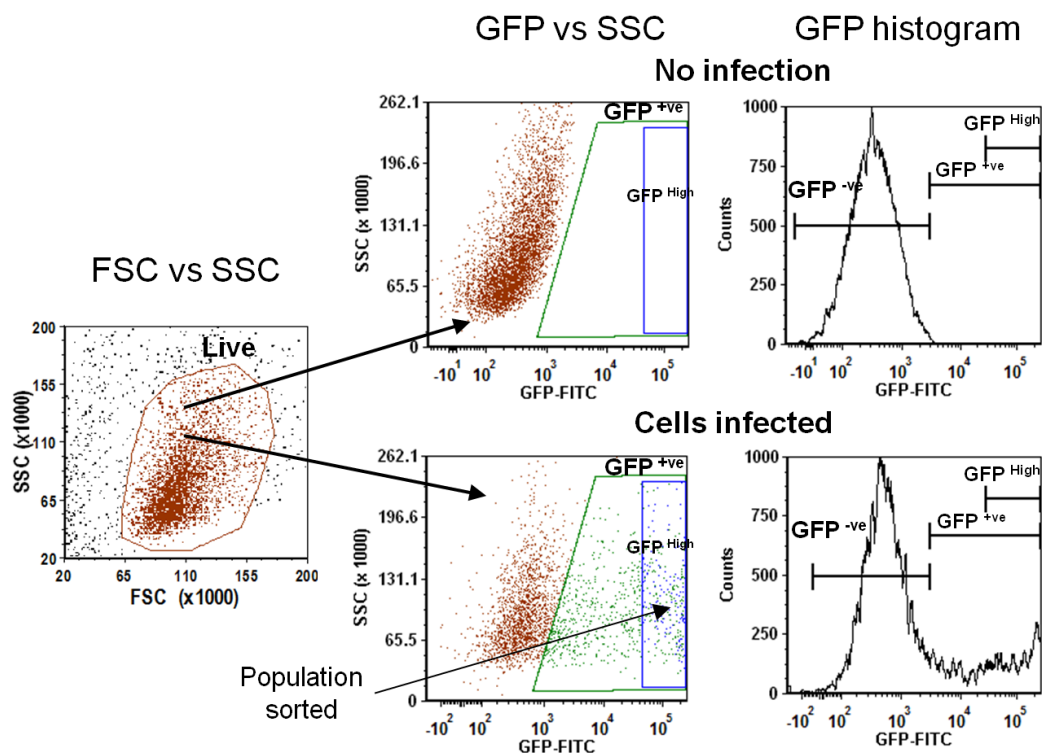 GFP vs SSC
GFP histogram
No infection
FSC vs SSC
SSC (x1000)
200
155
110
65
20
Live
20 65 110 155 200
FSC (x1000)
SSC (x 1000)
262.1
196.6
131.1
65.5
0
GFP +ve
GFP High
-10¹ 10² 10³ 10⁴ 10⁵
GFP-FITC
Counts
1000
750
500
250
0
GFP High
GFP +ve
GFP -ve
-10¹ 10² 10³ 10⁴ 10⁵
GFP-FITC
Cells infected
SSC (x 1000)
262.1
196.6
131.1
65.5
0
GFP +ve
GFP High
-10² 10² 10³ 10⁴ 10⁵
GFP-FITC
Population
sorted
Counts
1000
750
500
250
0
GFP High
GFP +ve
GFP -ve
-10² 10² 10³ 10⁴ 10⁵
GFP-FITC